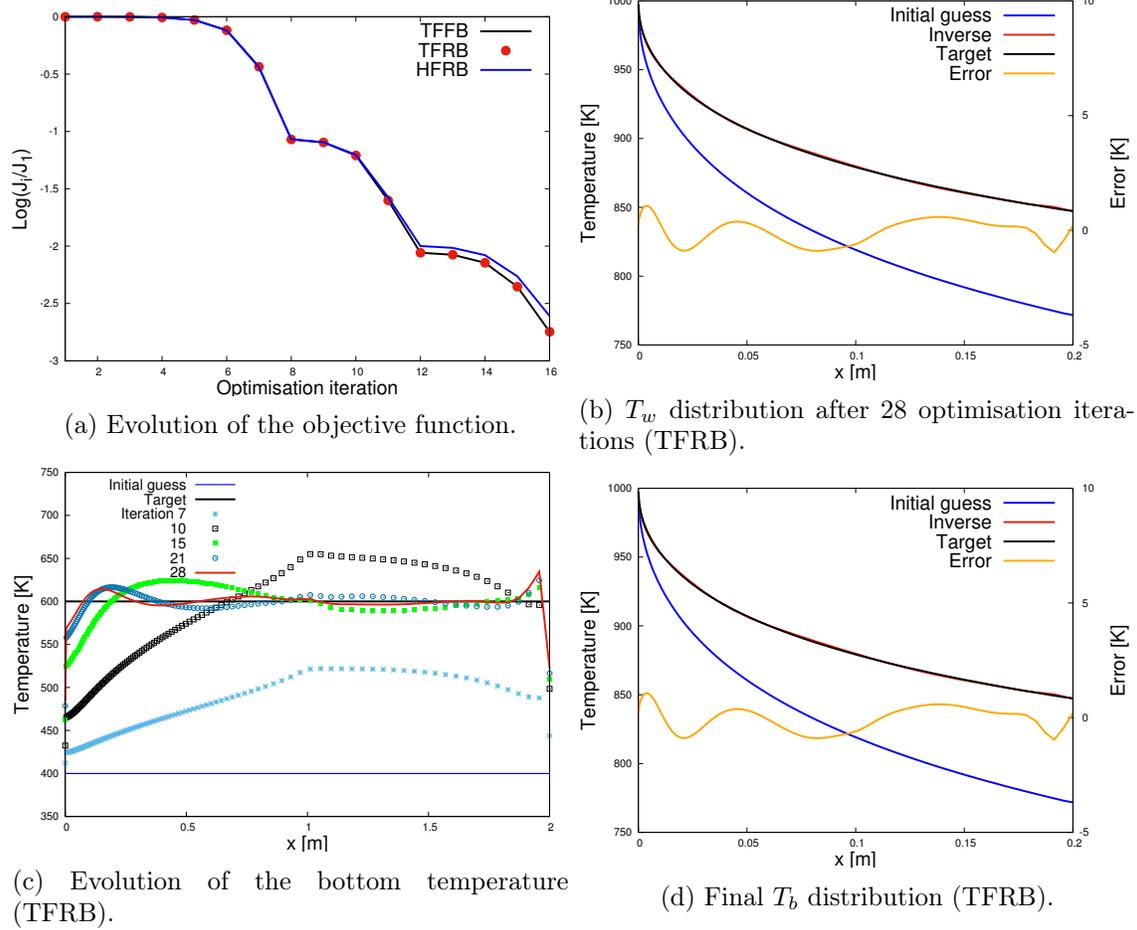 0
-0.5
-1
-1.5
-2
-2.5
-3
Log(Ji/J1)
TFFB
TFRB
HFRB
2 4 6 8 10 12 14 16
Optimisation iteration
(a) Evolution of the objective function.
1000
950
900
850
800
750
Temperature [K]
Initial guess
Inverse
Target
Error
10
5
0
-5
Error [K]
0 0.05 0.1 0.15 0.2
x [m]
(b) Tw distribution after 28 optimisation itera-
tions (TFRB).
750
700
650
600
550
500
450
400
350
Temperature [K]
Initial guess
Target
Iteration 7
10
15
21
28
0 0.5 1 1.5 2
x [m]
(c) Evolution of the bottom temperature
(TFRB).
1000
950
900
850
800
750
Temperature [K]
Initial guess
Inverse
Target
Error
10
5
0
-5
Error [K]
0 0.05 0.1 0.15 0.2
x [m]
(d) Final Tb distribution (TFRB).